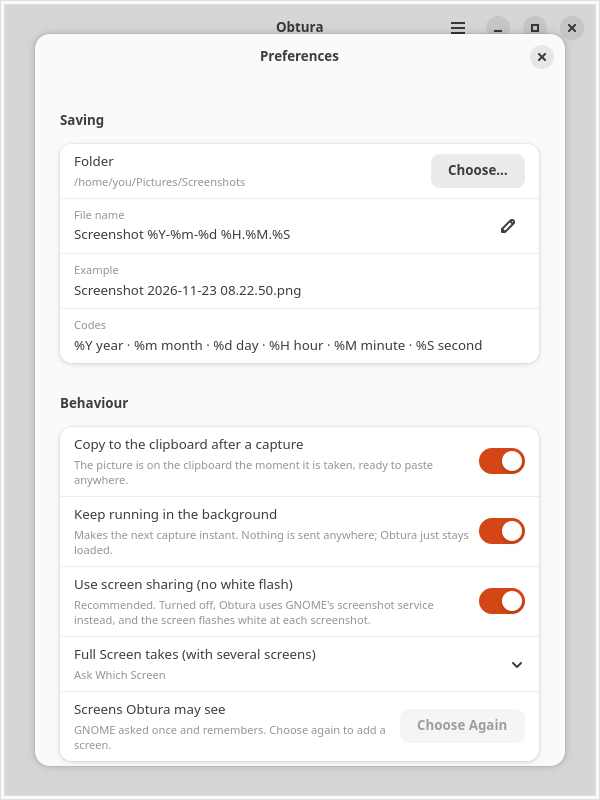 Obtura
Preferences
Saving
Folder
/home/you/Pictures/Screenshots
Choose...
File name
Screenshot %Y-%m-%d %H.%M.%S
Example
Screenshot 2026-11-23 08.22.50.png
Codes
%Y year · %m month · %d day · %H hour · %M minute · %S second
Behaviour
Copy to the clipboard after a capture
The picture is on the clipboard the moment it is taken, ready to paste
anywhere.
Keep running in the background
Makes the next capture instant. Nothing is sent anywhere; Obtura just stays
loaded.
Use screen sharing (no white flash)
Recommended. Turned off, Obtura uses GNOME's screenshot service
instead, and the screen flashes white at each screenshot.
Full Screen takes (with several screens)
Ask Which Screen
Screens Obtura may see
GNOME asked once and remembers. Choose again to add a
screen.
Choose Again